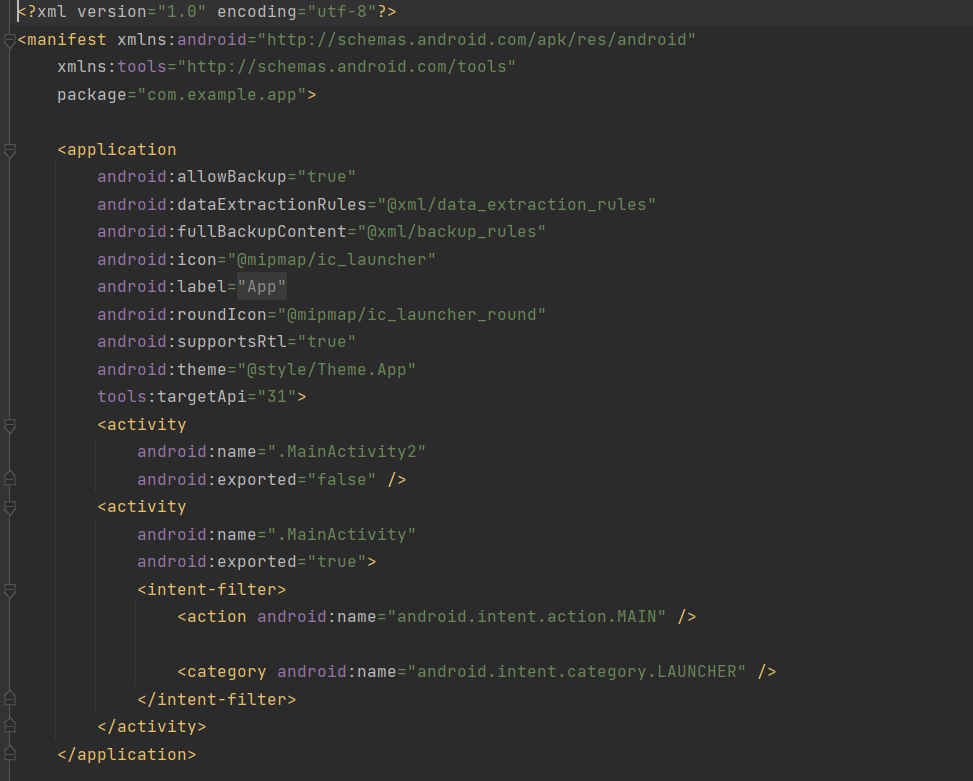 <?xml version="1.0" encoding="utf-8"?>
<manifest xmlns:android="http://schemas.android.com/apk/res/android"
    xmlns:tools="http://schemas.android.com/tools"
    package="com.example.app">

    <application
        android:allowBackup="true"
        android:dataExtractionRules="@xml/data_extraction_rules"
        android:fullBackupContent="@xml/backup_rules"
        android:icon="@mipmap/ic_launcher"
        android:label="App"
        android:roundIcon="@mipmap/ic_launcher_round"
        android:supportsRtl="true"
        android:theme="@style/Theme.App"
        tools:targetApi="31">
        <activity
            android:name=".MainActivity2"
            android:exported="false" />
        <activity
            android:name=".MainActivity"
            android:exported="true">
            <intent-filter>
                <action android:name="android.intent.action.MAIN" />

                <category android:name="android.intent.category.LAUNCHER" />
            </intent-filter>
        </activity>
    </application>